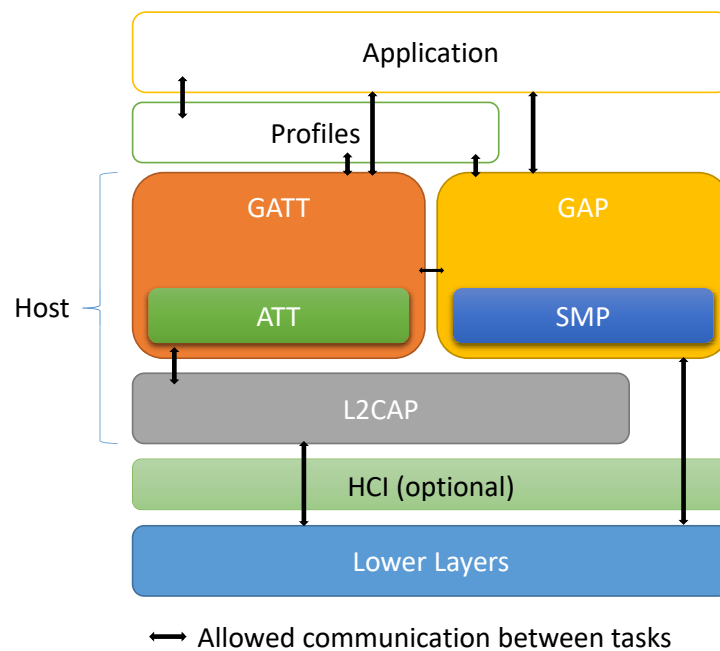 Application
Profiles
GATT
GAP
Host
ATT
SMP
L2CAP
HCI (optional)
Lower Layers
Allowed communication between tasks